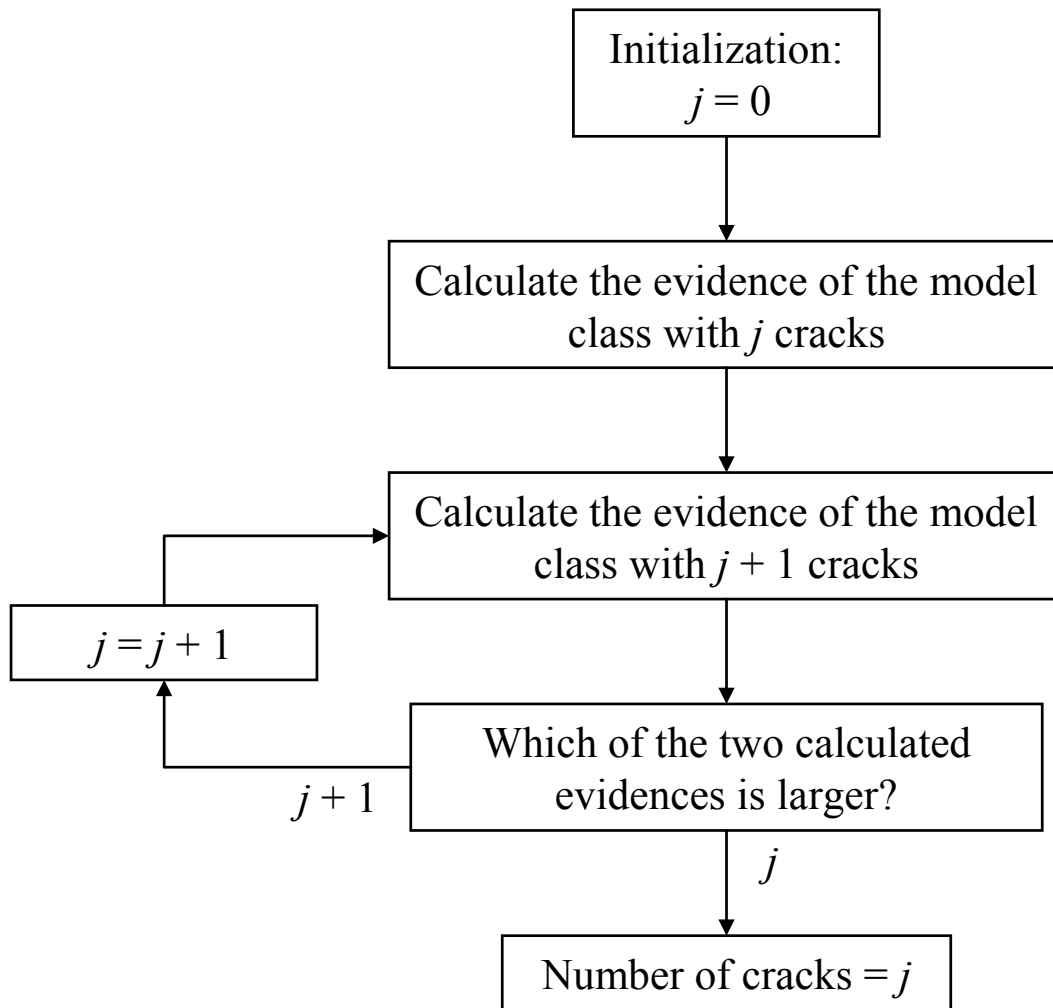 Initialization:
j = 0
Calculate the evidence of the model
class with j cracks
Calculate the evidence of the model
class with j + 1 cracks
j = j + 1
Which of the two calculated
evidences is larger?
j + 1
j
Number of cracks = j